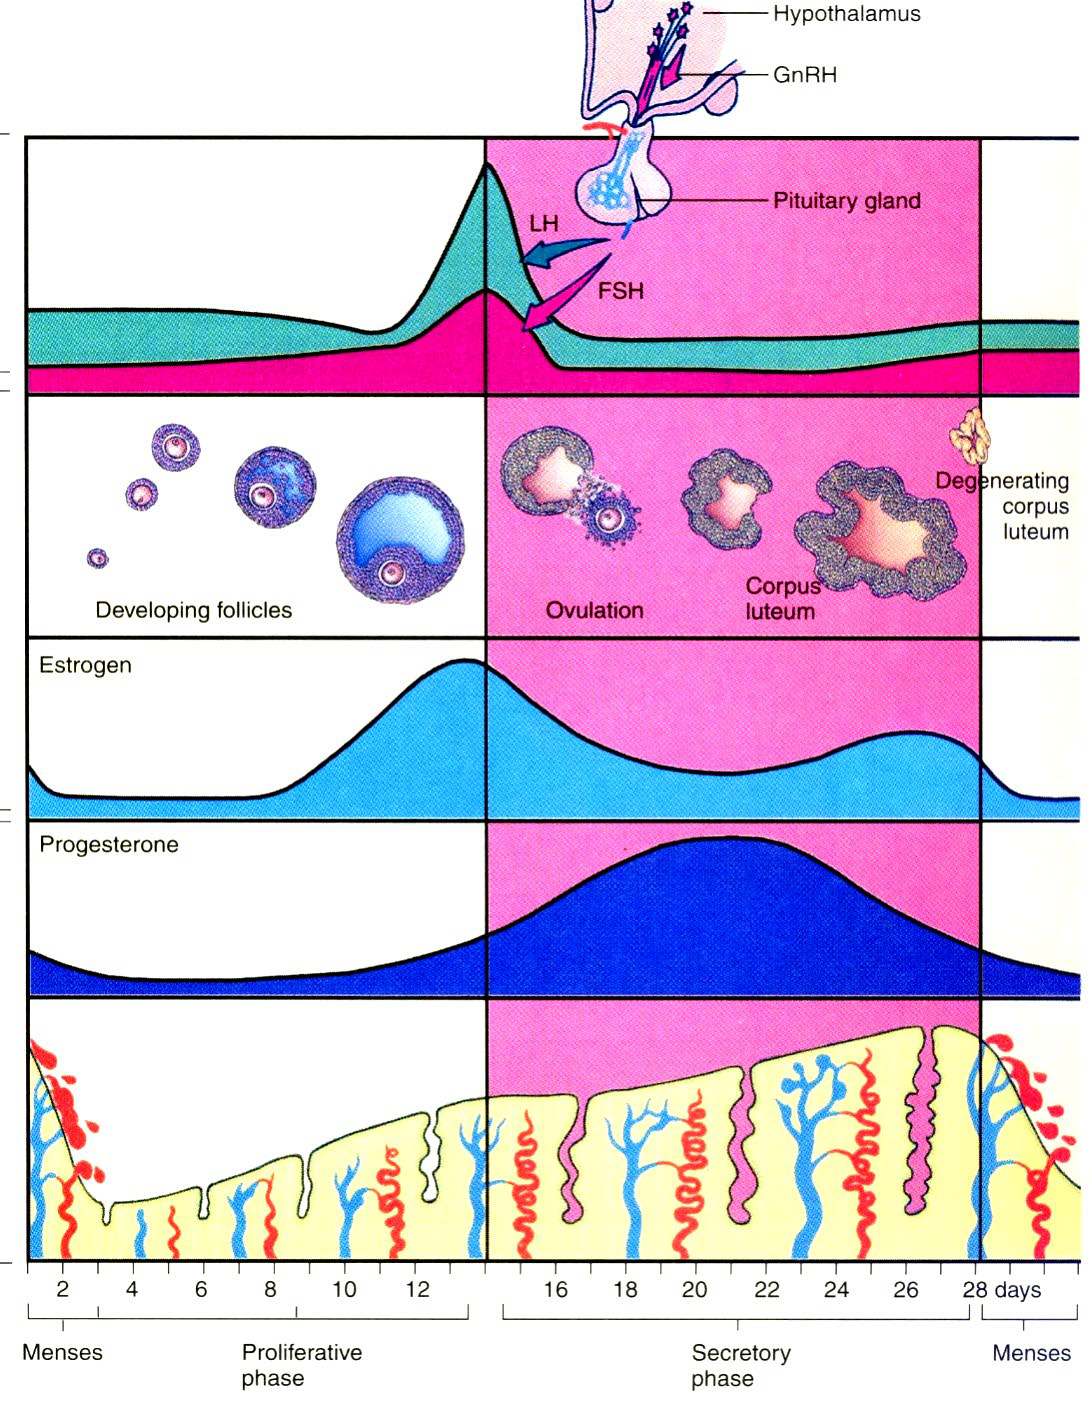 Hypothalamus
GnRH
Pituitary gland
LH
FSH
Degenerating
corpus
luteum
Developing follicles
Ovulation
Corpus
luteum
Estrogen
Progesterone
2 4 6 8 10 12 16 18 20 22 24 26 28 days
Menses
Proliferative
phase
Secretory
phase
Menses